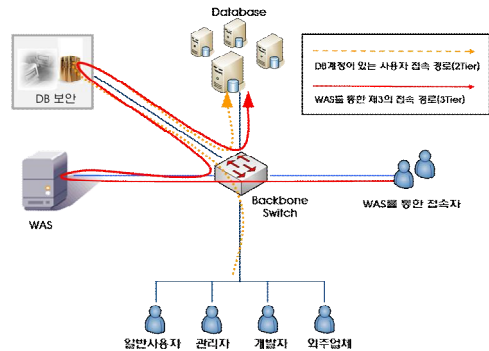 Database
DB계정이 있는 사용자 접속 경로(2Tier)
WAS를 통한 제3의 접속 경로(3Tier)
DB 보안
WAS
Backbone
Switch
WAS를 통한 접속자
일반사용자
관리자
개발자
외주업체